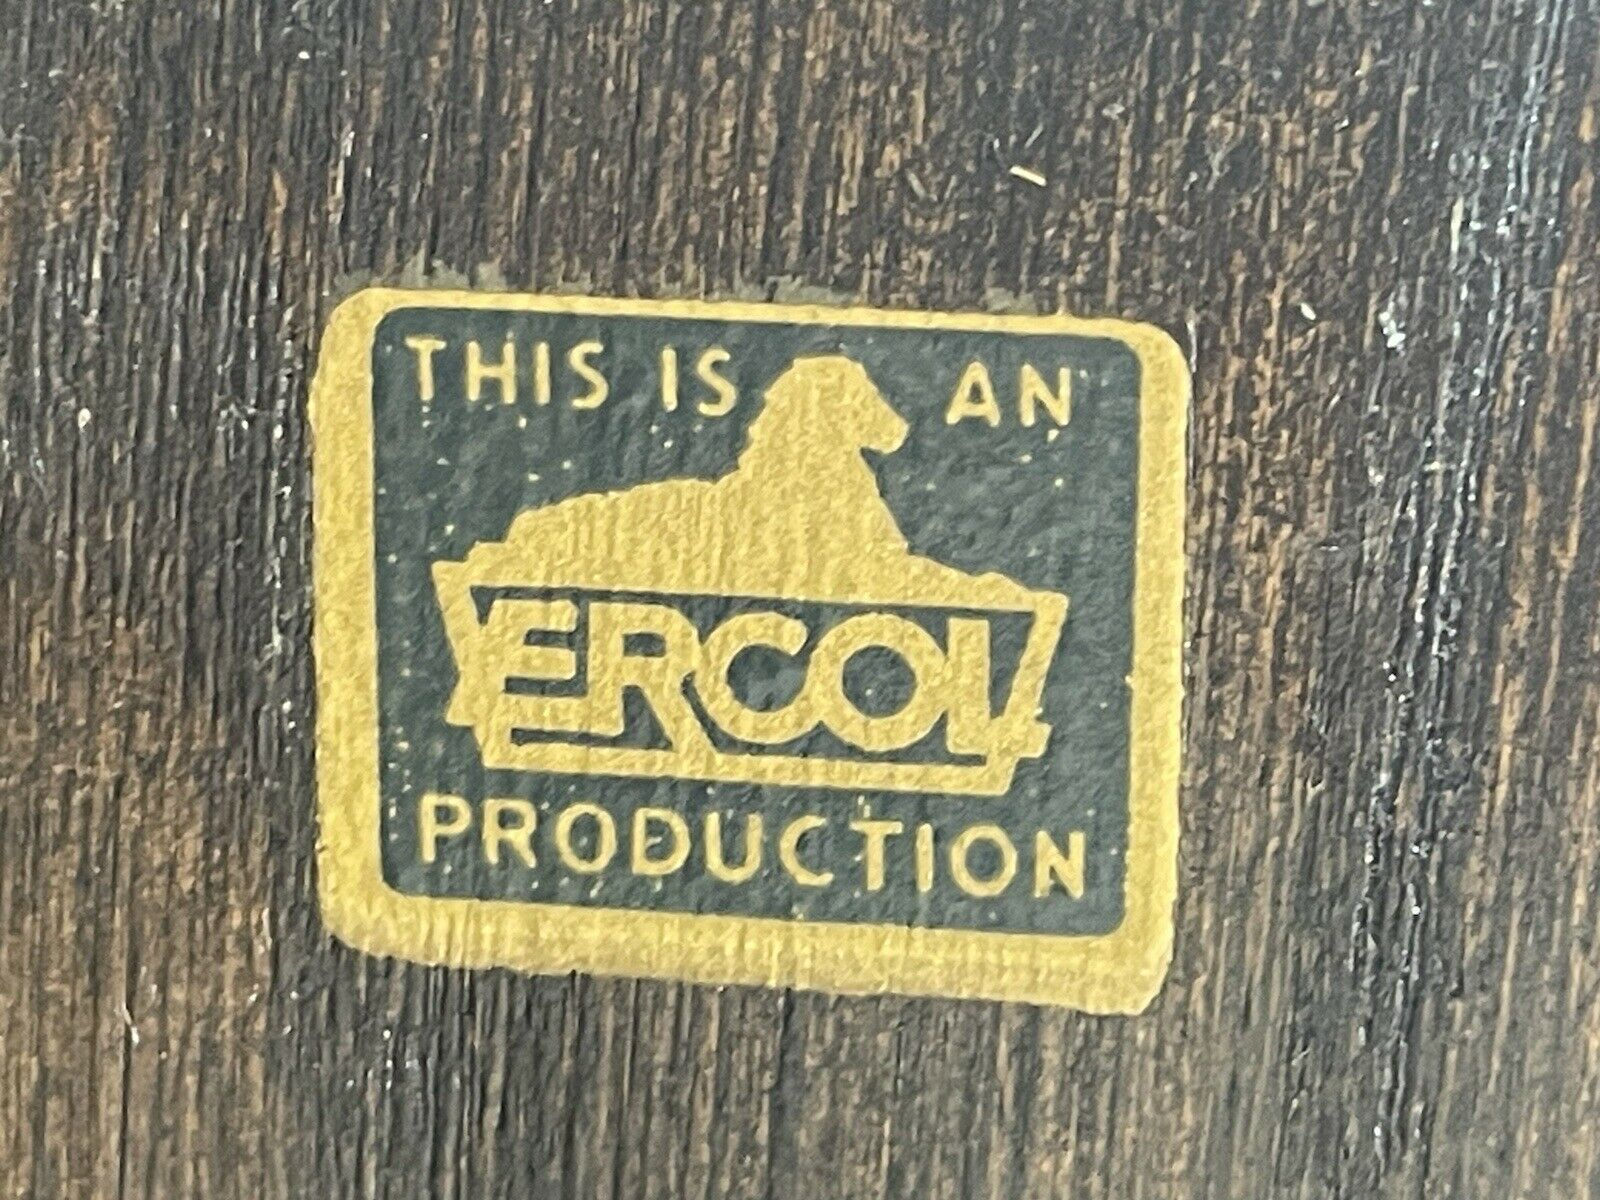 THIS IS AN
ERCOL
PRODUCTION